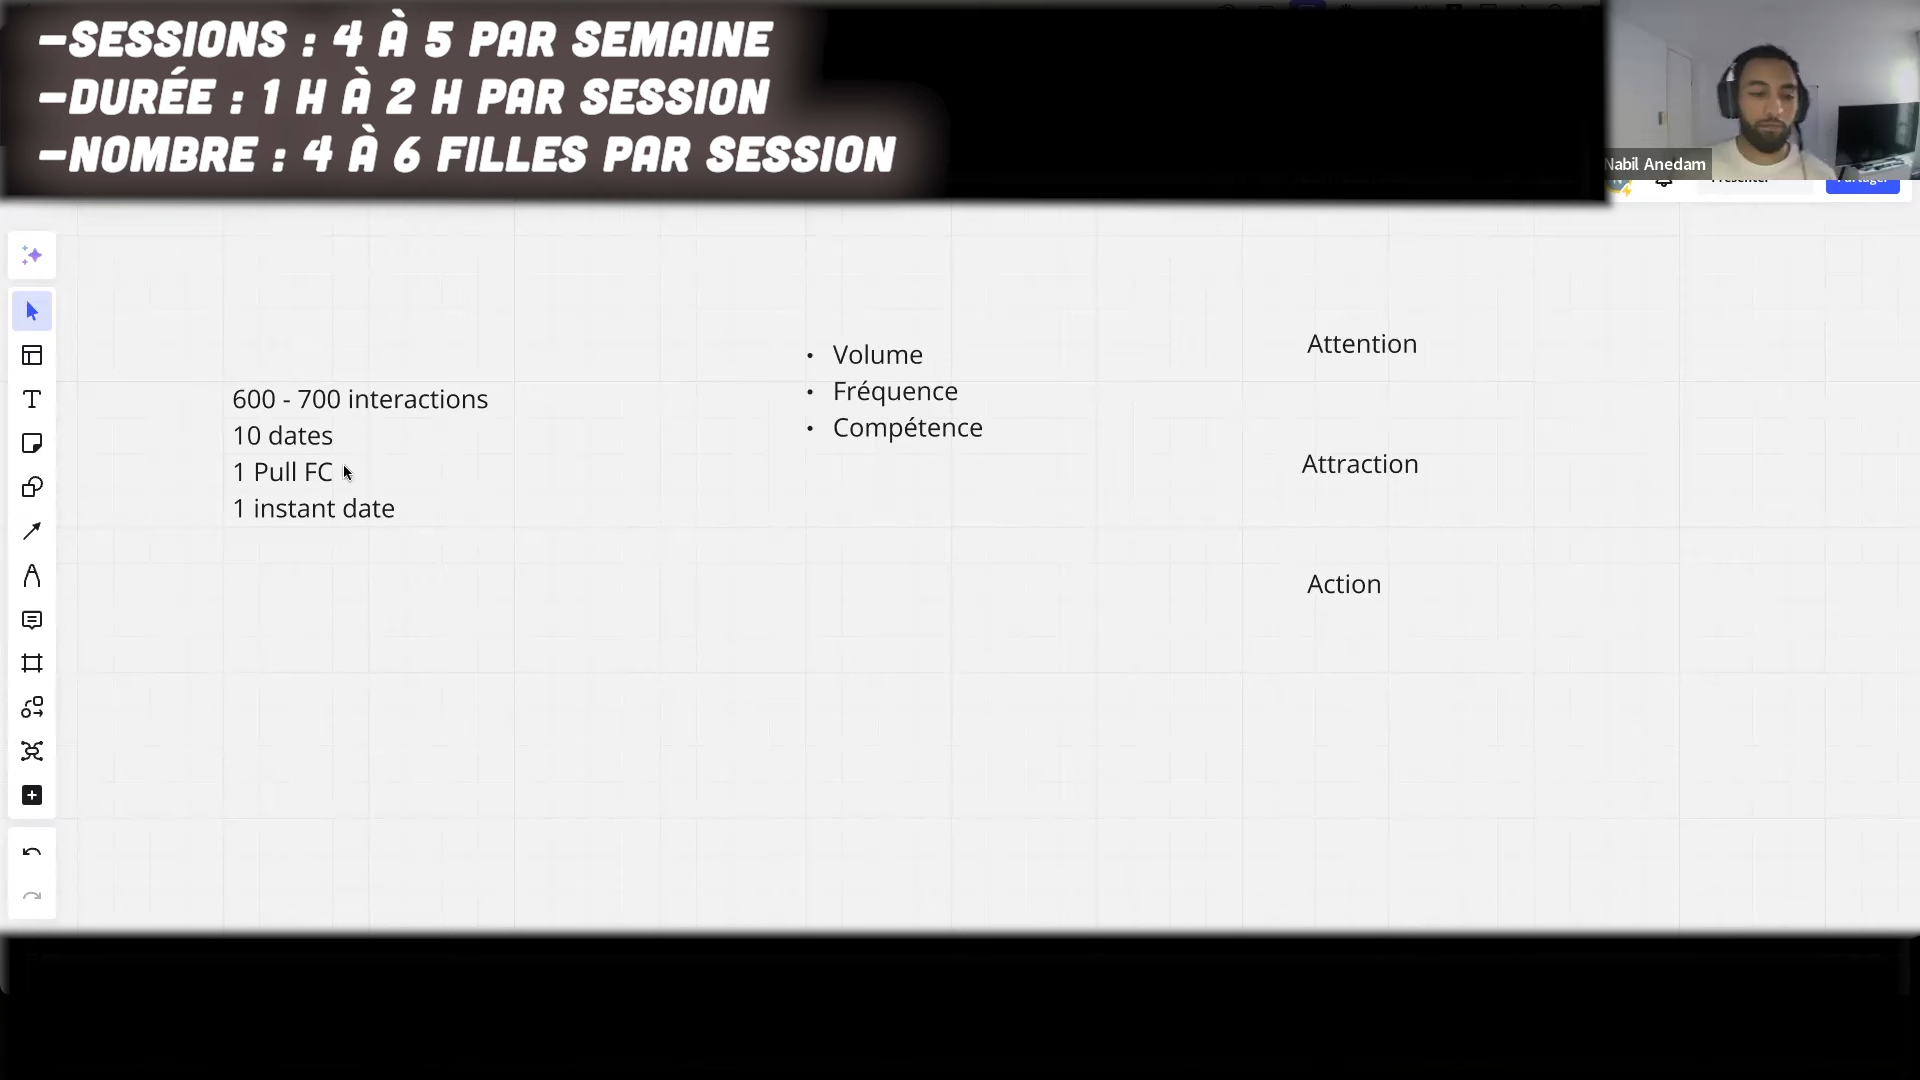 -SESSIONS : 4 À 5 PAR SEMAINE
-DURÉE : 1 H À 2 H PAR SESSION
-NOMBRE : 4 À 6 FILLES PAR SESSION
Nabil Anedam
600 - 700 interactions
10 dates
1 Pull FC
1 instant date
• Volume
• Fréquence
• Compétence
Attention
Attraction
Action